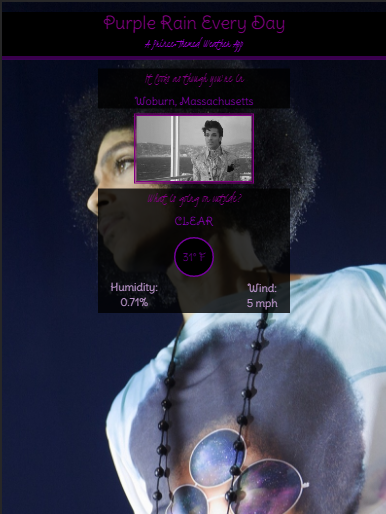 Purple Rain Every Day
A Prince Themed Weather App
It looks as though you're in
Woburn, Massachusetts
What is going on outside?
CLEAR
31° F
Humidity:
0.71%
Wind:
5 mph